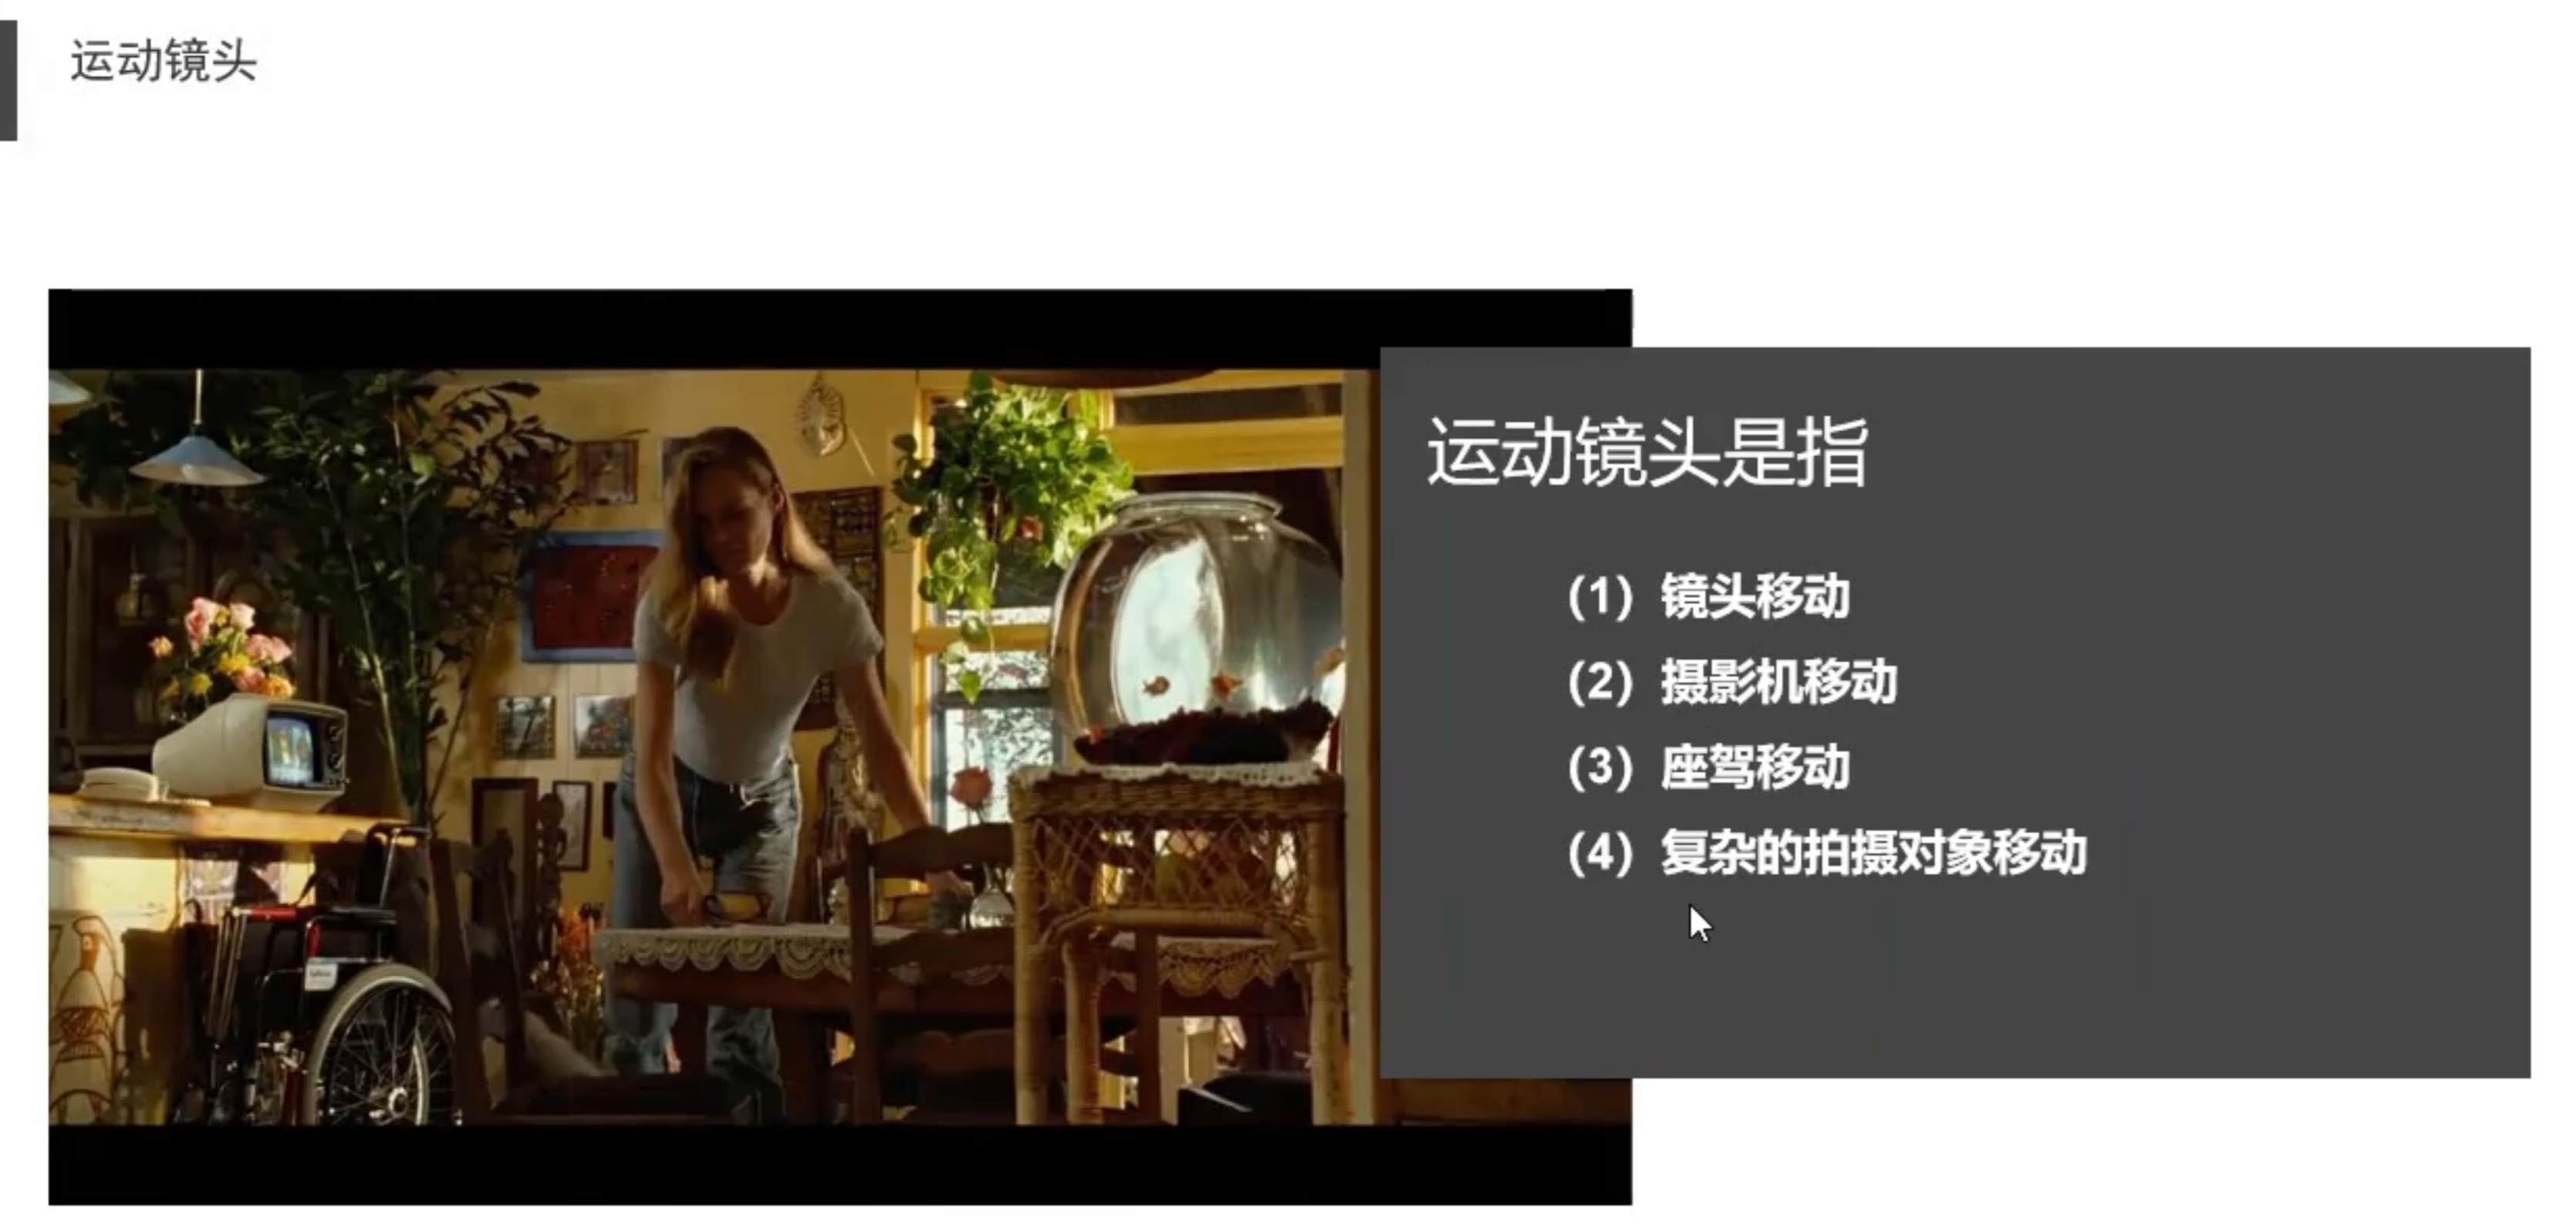 运动镜头
运动镜头是指
（1）镜头移动
（2）摄影机移动
（3）座驾移动
（4）复杂的拍摄对象移动